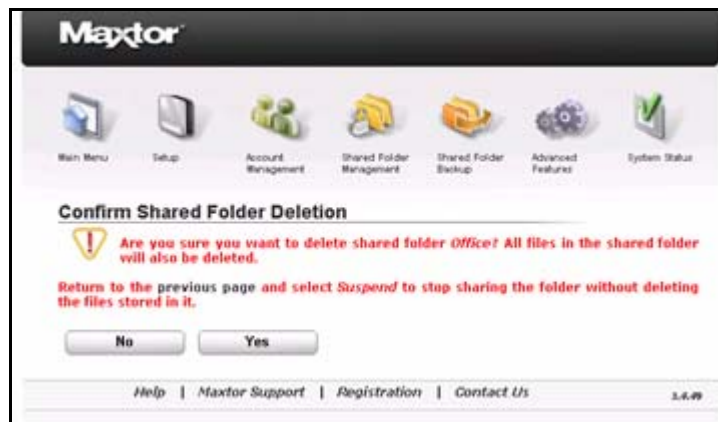 Maxtor
Main Menu
Setup
Account Management
Shared Folder Management
Shared Folder Backup
Advanced Features
System Status
Confirm Shared Folder Deletion
Are you sure you want to delete shared folder Office? All files in the shared folder
will also be deleted.
Return to the previous page and select Suspend to stop sharing the folder without deleting
the files stored in it.
No
Yes
Help | Maxtor Support | Registration | Contact Us